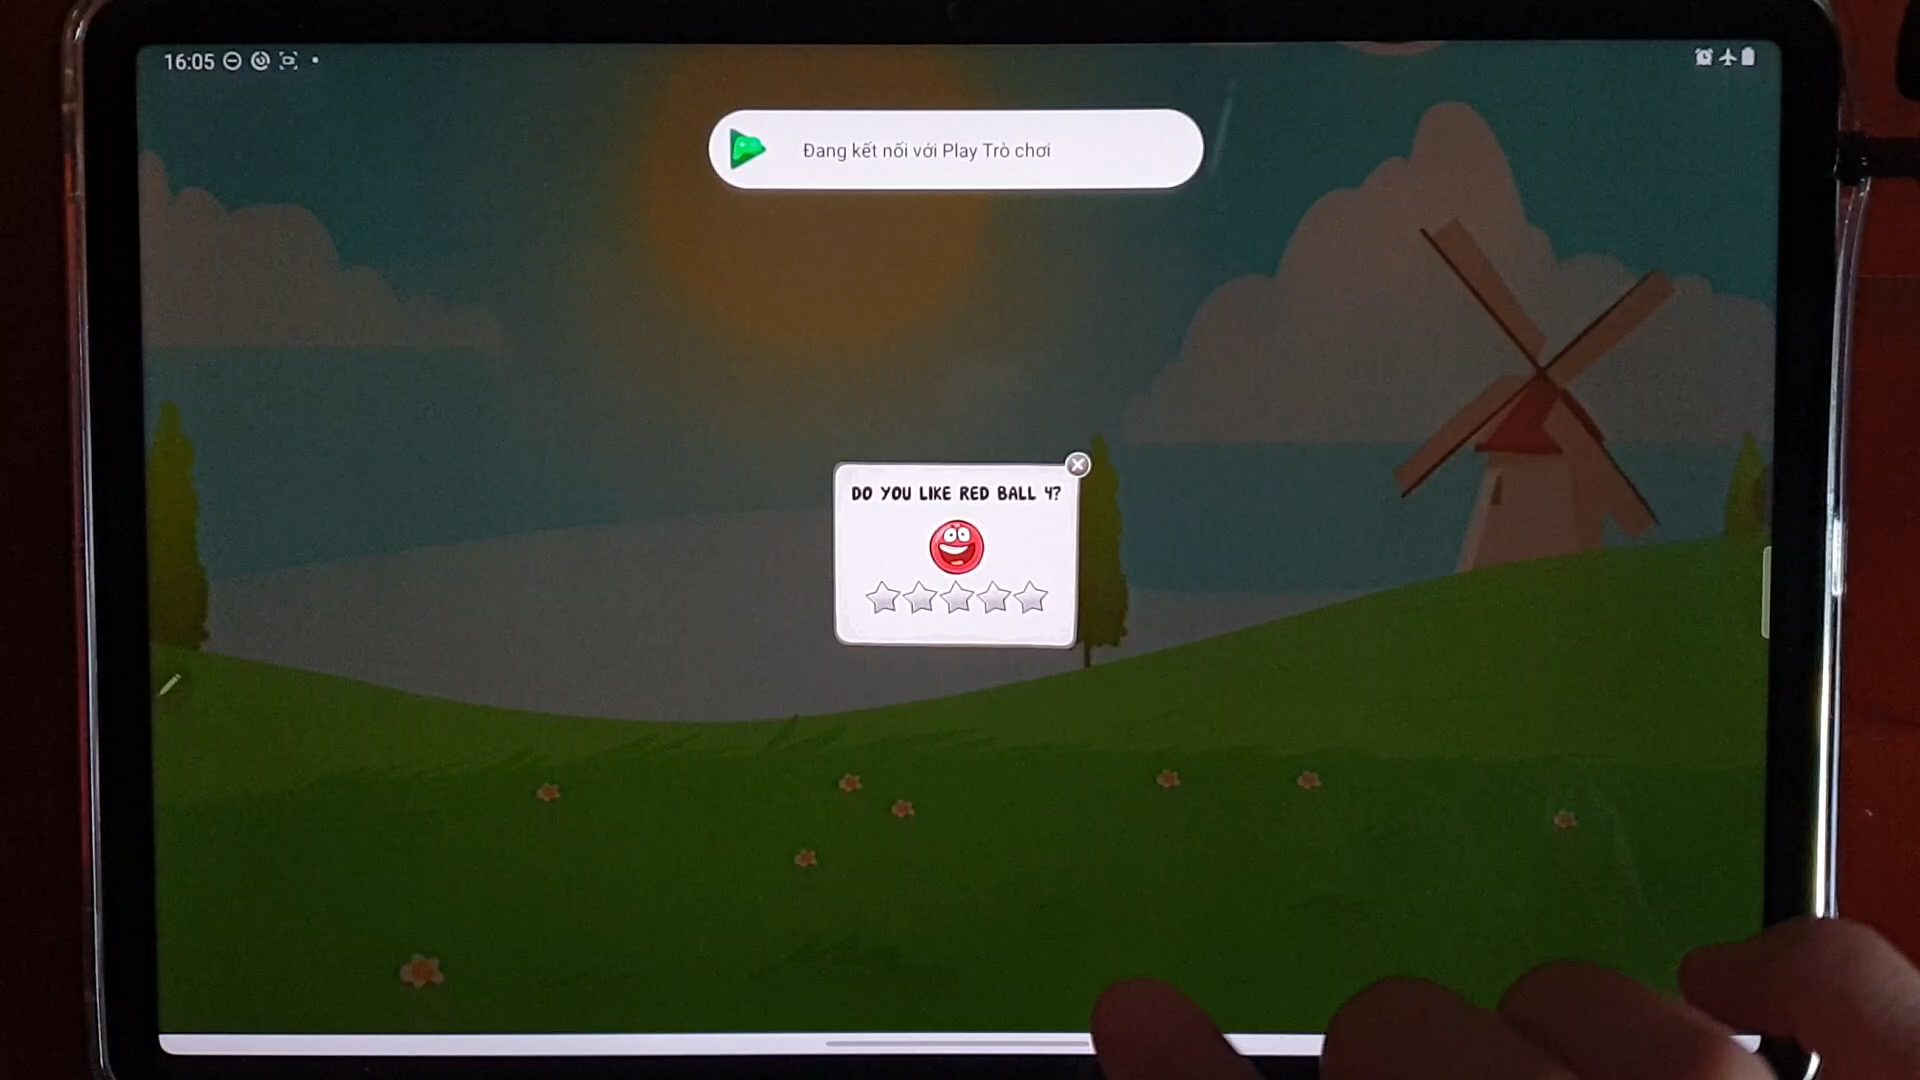 16:05
Đang kết nối với Play Trò chơi
DO YOU LIKE RED BALL 4?